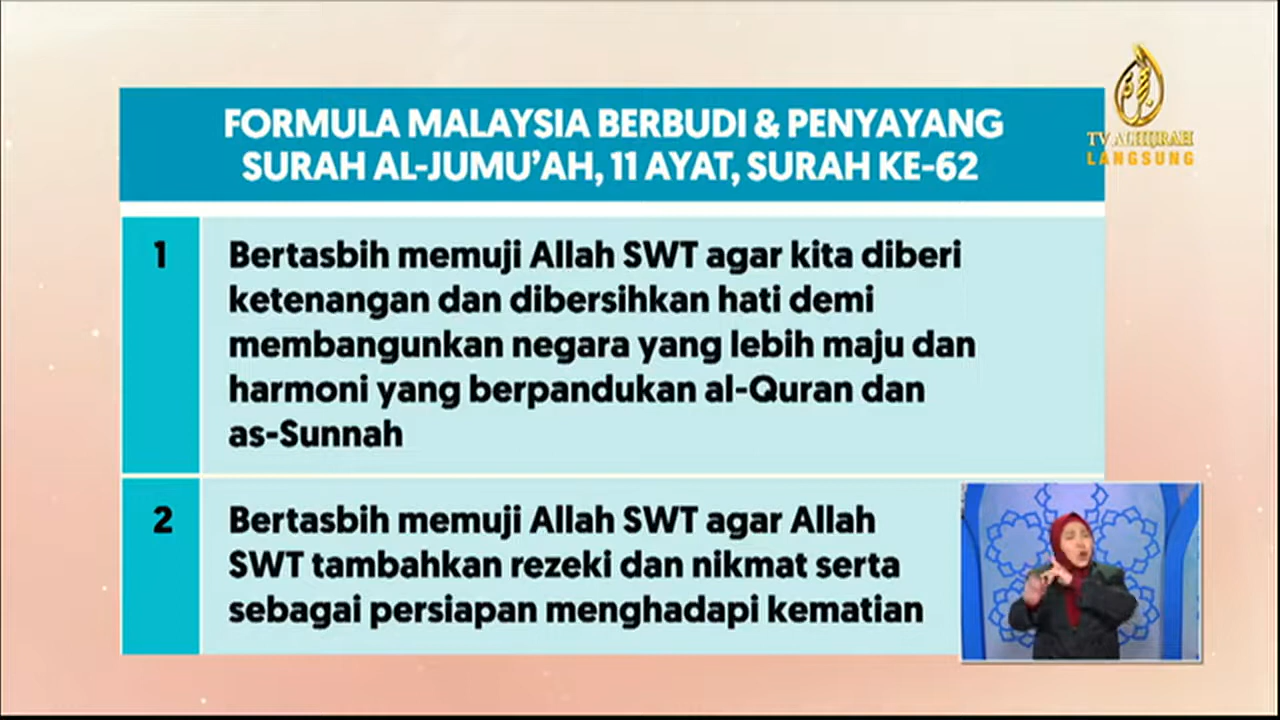 FORMULA MALAYSIA BERBUDI & PENYAYANG
SURAH AL-JUMU’AH, 11 AYAT, SURAH KE-62
TV ALHIJRAH
LANGSUNG
1
Bertasbih memuji Allah SWT agar kita diberi
ketenangan dan dibersihkan hati demi
membangunkan negara yang lebih maju dan
harmoni yang berpandukan al-Quran dan
as-Sunnah
2
Bertasbih memuji Allah SWT agar Allah
SWT tambahkan rezeki dan nikmat serta
sebagai persiapan menghadapi kematian